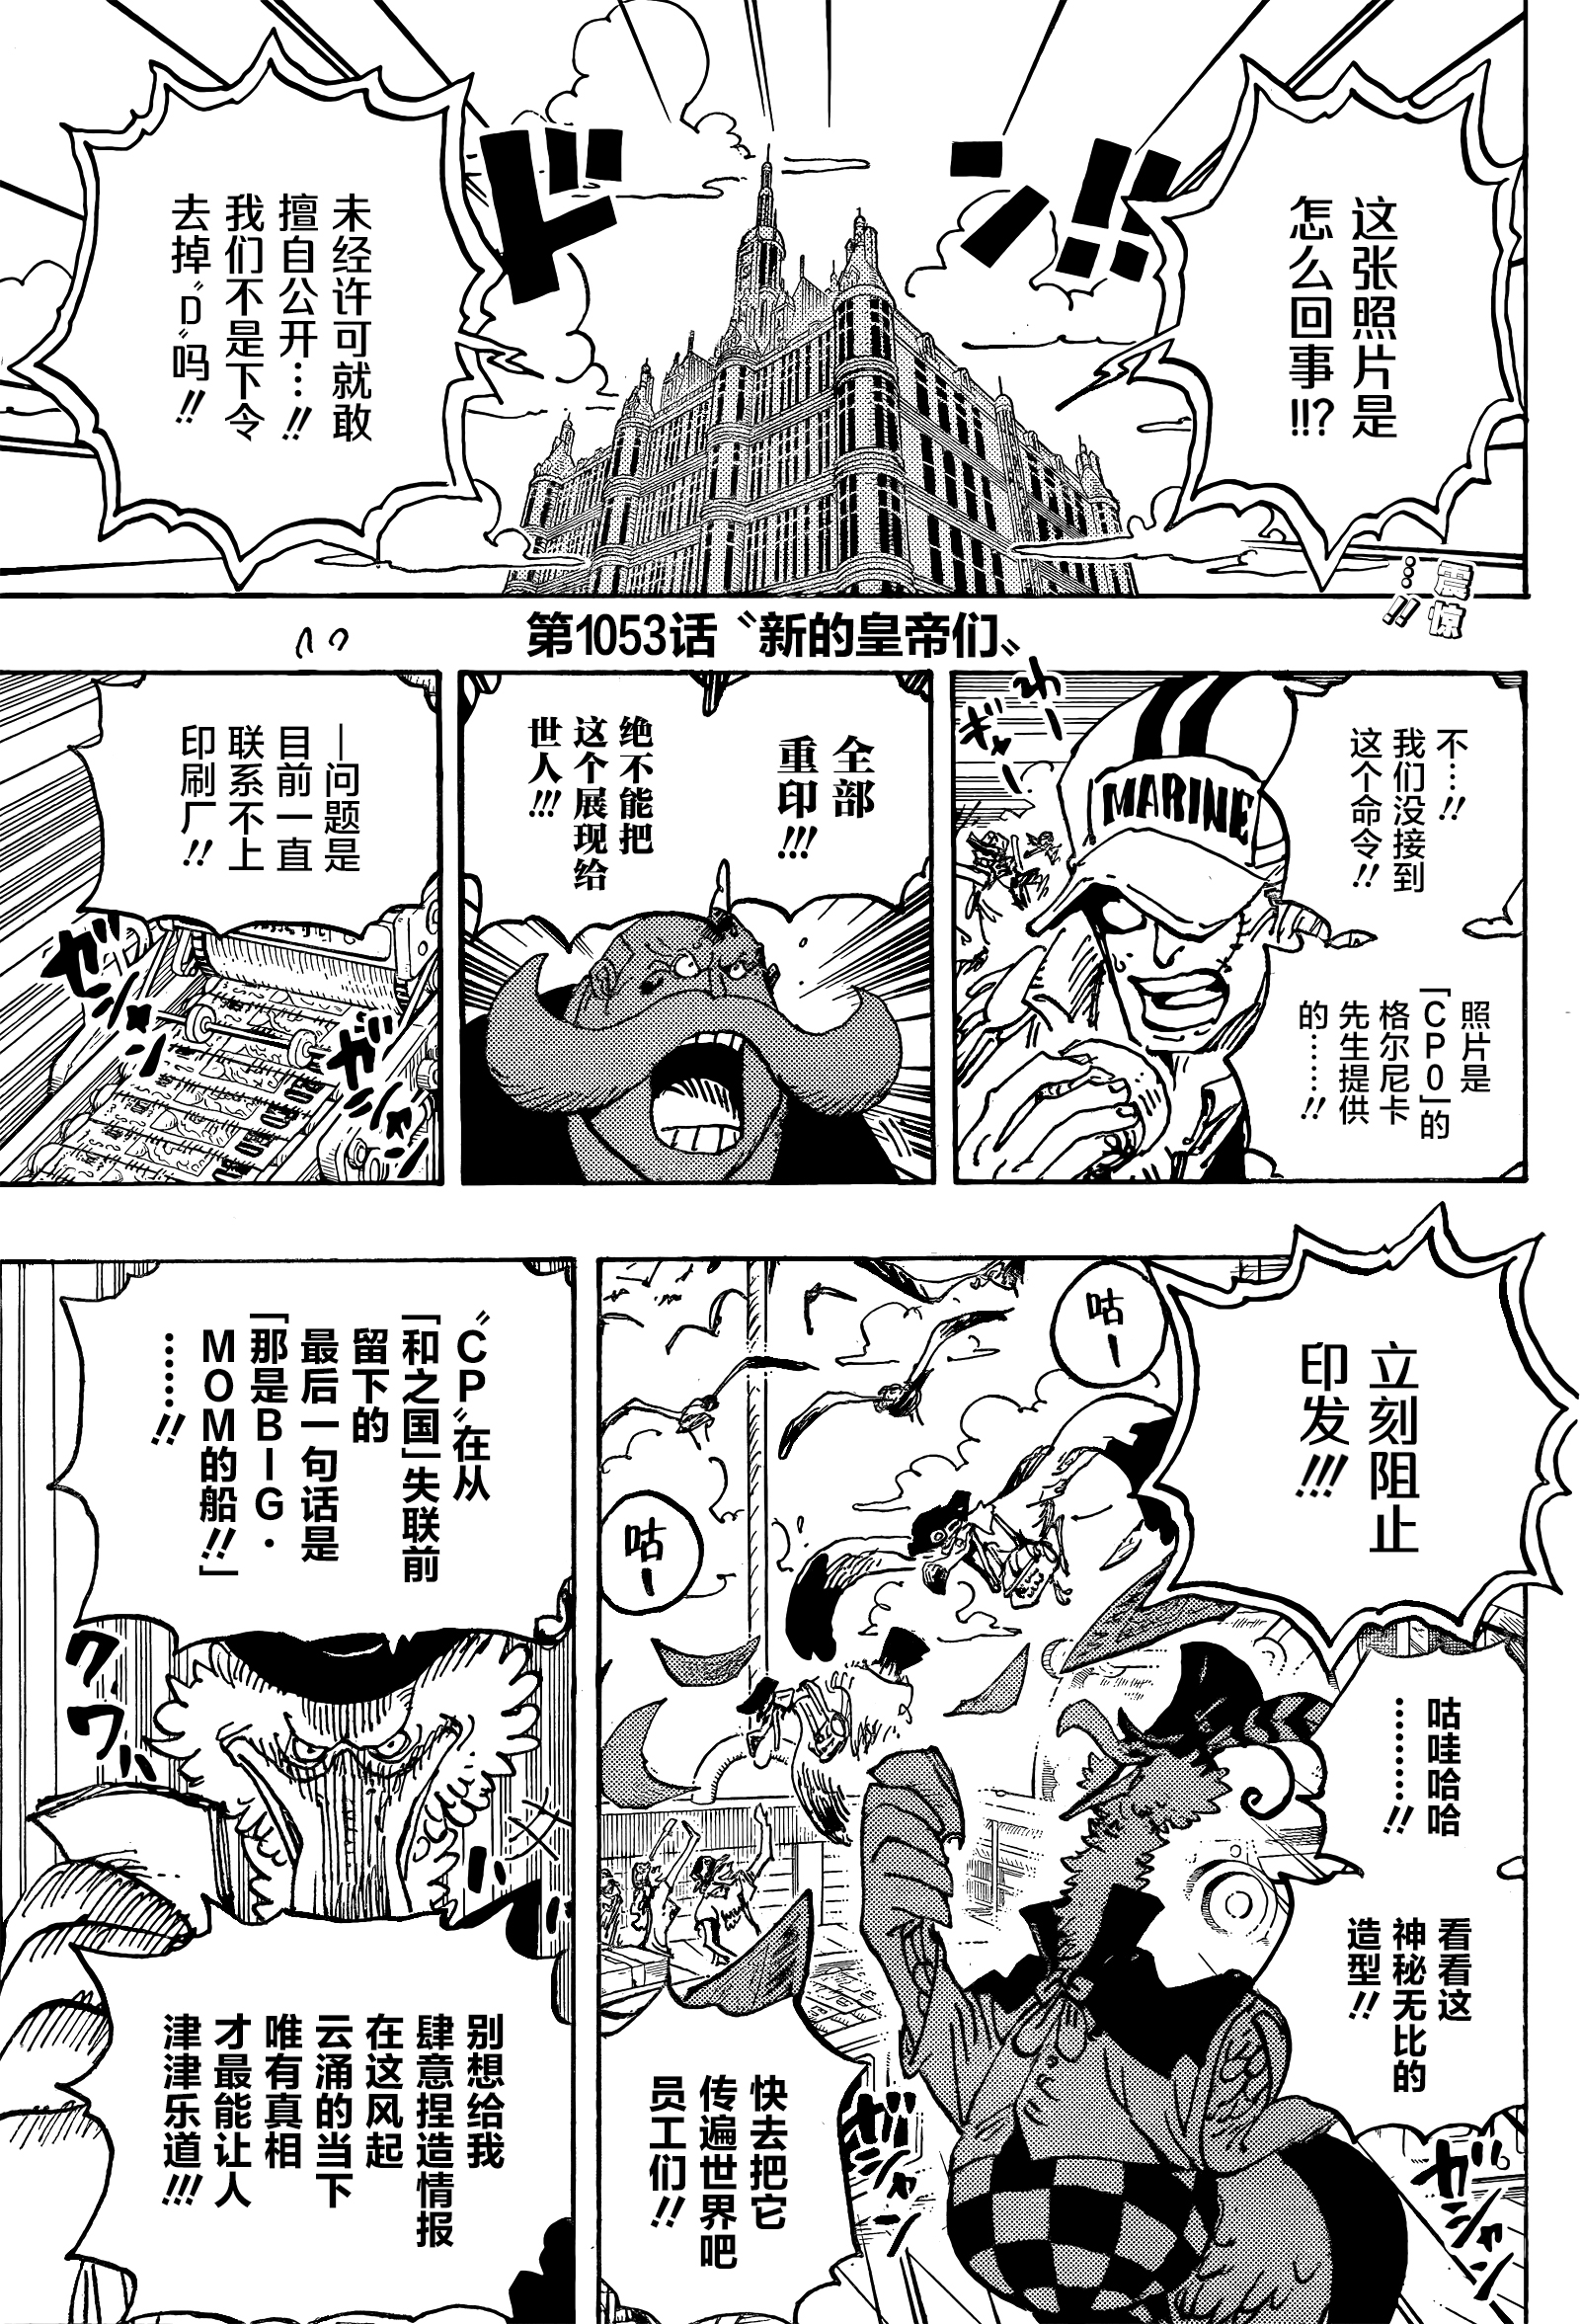 这张照片是
怎么回事!!?
未经许可就敢
擅自公开…!!
我们不是下令
去掉〝D〟吗!!
ドン!!
…震惊
…!!
第1053话〝新的皇帝们〟
不…!!
我们没接到
这个命令!!
照片是
「CP0」的
格尔尼卡
先生提供
的……!!
全部
重印!!!
绝不能把
这个展现给
世人!!!
—问题是
目前一直
联系不上
印刷厂!!
立刻阻止
印发!!!
咕—
咕—
咕哇哈哈
………!!
看看这
神秘无比的
造型!!
快去把它
传遍世界吧
员工们!!
〝CP〟在从
「和之国」失联前
留下的
最后一句话是
「那是BIG·
MOM的船!!」
……!!
クワッ
别想给我
肆意捏造情报
在这风起
云涌的当下
唯有真相
才最能让人
津津乐道!!!
MARINE